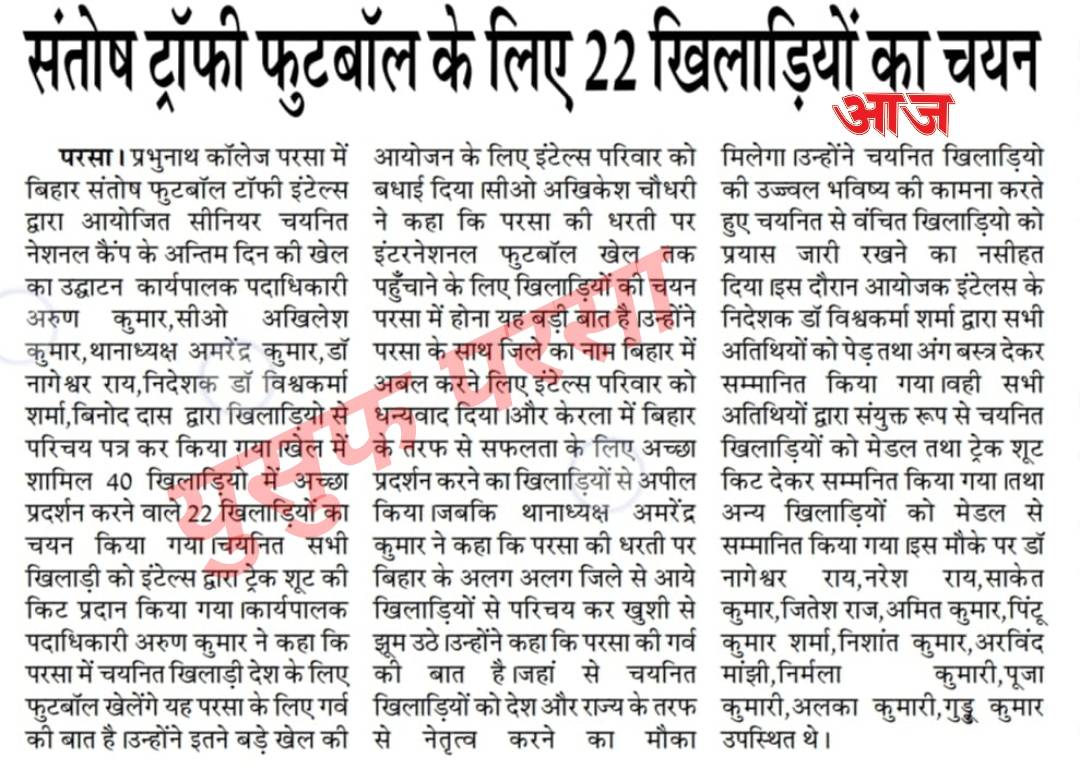 संतोष ट्रॉफी फुटबॉल के लिए 22 खिलाड़ियों का चयन
आज
परसा। प्रभुनाथ कॉलेज परसा में
बिहार संतोष फुटबॉल टॉफी इंटेल्स
द्वारा आयोजित सीनियर चयनित
नेशनल कैंप के अन्तिम दिन की खेल
का उद्घाटन कार्यपालक पदाधिकारी
अरुण कुमार,सीओ अखिलेश
कुमार,थानाध्यक्ष अमरेंद्र कुमार,डॉ
नागेश्वर राय,निदेशक डॉ विश्वकर्मा
शर्मा,बिनोद दास द्वारा खिलाड़ियो से
परिचय पत्र कर किया गया।खेल में
शामिल 40 खिलाड़ियों में अच्छा
प्रदर्शन करने वाले 22 खिलाड़ियों का
चयन किया गया।चयनित सभी
खिलाड़ी को इंटेल्स द्वारा ट्रेक शूट की
किट प्रदान किया गया।कार्यपालक
पदाधिकारी अरुण कुमार ने कहा कि
परसा में चयनित खिलाड़ी देश के लिए
फुटबॉल खेलेंगे यह परसा के लिए गर्व
की बात है।उन्होंने इतने बड़े खेल की
आयोजन के लिए इंटेल्स परिवार को
बधाई दिया।सीओ अखिकेश चौधरी
ने कहा कि परसा की धरती पर
इंटरनेशनल फुटबॉल खेल तक
पहुँचाने के लिए खिलाड़ियों की चयन
परसा में होना यह बड़ी बात है।उन्होंने
परसा के साथ जिले का नाम बिहार में
अबल करने लिए इंटेल्स परिवार को
धन्यवाद दिया।और केरला में बिहार
के तरफ से सफलता के लिए अच्छा
प्रदर्शन करने का खिलाड़ियों से अपील
किया।जबकि थानाध्यक्ष अमरेंद्र
कुमार ने कहा कि परसा की धरती पर
बिहार के अलग अलग जिले से आये
खिलाड़ियों से परिचय कर खुशी से
झूम उठे।उन्होंने कहा कि परसा की गर्व
की बात है।जहां से चयनित
खिलाड़ियों को देश और राज्य के तरफ
से नेतृत्व करने का मौका
मिलेगा।उन्होंने चयनित खिलाड़ियो
की उज्ज्वल भविष्य की कामना करते
हुए चयनित से वंचित खिलाड़ियो को
प्रयास जारी रखने का नसीहत
दिया।इस दौरान आयोजक इंटेलस के
निदेशक डॉ विश्वकर्मा शर्मा द्वारा सभी
अतिथियों को पेड़ तथा अंग बस्त्र देकर
सम्मानित किया गया।वही सभी
अतिथियों द्वारा संयुक्त रूप से चयनित
खिलाड़ियों को मेडल तथा ट्रेक शूट
किट देकर सम्मनित किया गया।तथा
अन्य खिलाड़ियों को मेडल से
सम्मानित किया गया।इस मौके पर डॉ
नागेश्वर राय,नरेश राय,साकेत
कुमार,जितेश राज,अमित कुमार,पिंटू
कुमार शर्मा,निशांत कुमार,अरविंद
मांझी,निर्मला कुमारी,पूजा
कुमारी,अलका कुमारी,गुड्डू कुमार
उपस्थित थे।
युसुफ परसा